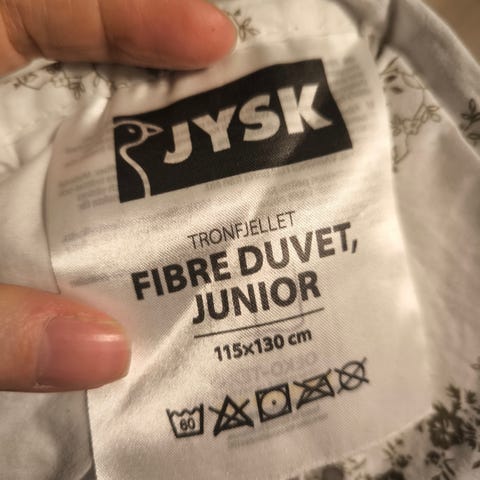 JYSK
TRONFJELLET
FIBRE DUVET,
JUNIOR
115x130 cm
60